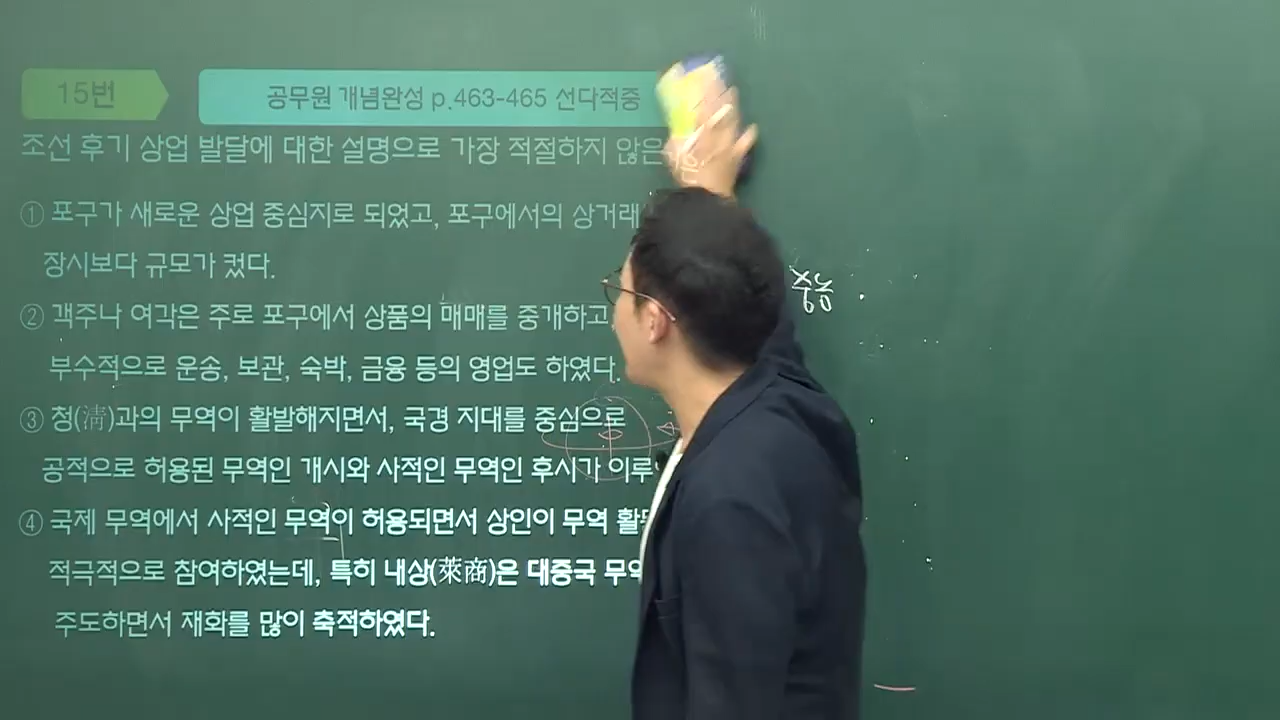 15번
공무원 개념완성 p.463-465 선다적중
조선 후기 상업 발달에 대한 설명으로 가장 적절하지 않은
① 포구가 새로운 상업 중심지로 되었고, 포구에서의 상거래
장시보다 규모가 컸다.
② 객주나 여각은 주로 포구에서 상품의 매매를 중개하고
부수적으로 운송, 보관, 숙박, 금융 등의 영업도 하였다.
③ 청(淸)과의 무역이 활발해지면서, 국경 지대를 중심으로
공적으로 허용된 무역인 개시와 사적인 무역인 후시가 이루
④ 국제 무역에서 사적인 무역이 허용되면서 상인이 무역
적극적으로 참여하였는데, 특히 내상(萊商)은 대중국
주도하면서 재화를 많이 축적하였다.